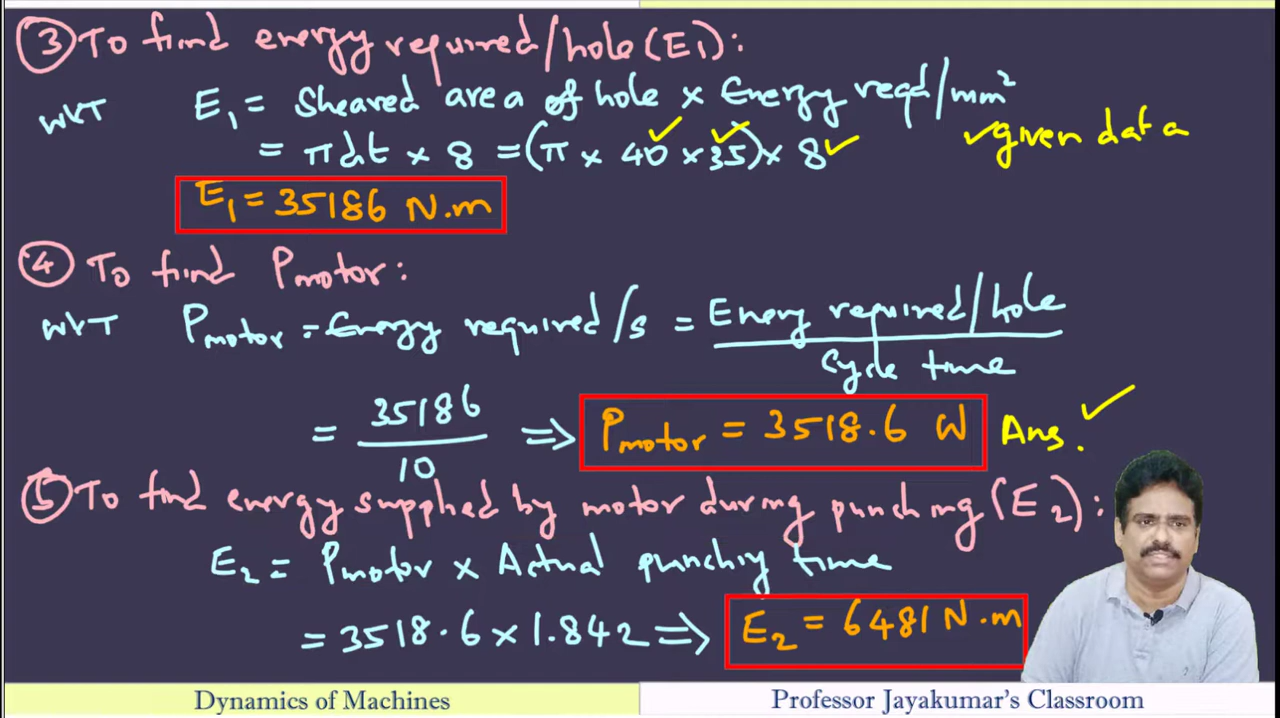 ③ To find energy required/hole (E₁):
WKT E₁ = Sheared area of hole × Energy reqd/mm²
= πdt × 8 = (π × 40 × 35) × 8 ✓given data
E₁ = 35186 N.m
④ To find Pmotor:
WKT Pmotor = Energy required/s = Energy required/hole
Cycle time
= 35186
10
⇒ Pmotor = 3518.6 W Ans. ✓
⑤ To find energy supplied by motor during punching (E₂):
E₂ = Pmotor × Actual punching time
= 3518.6 × 1.842 ⇒ E₂ = 6481 N.m
Dynamics of Machines Professor Jayakumar's Classroom